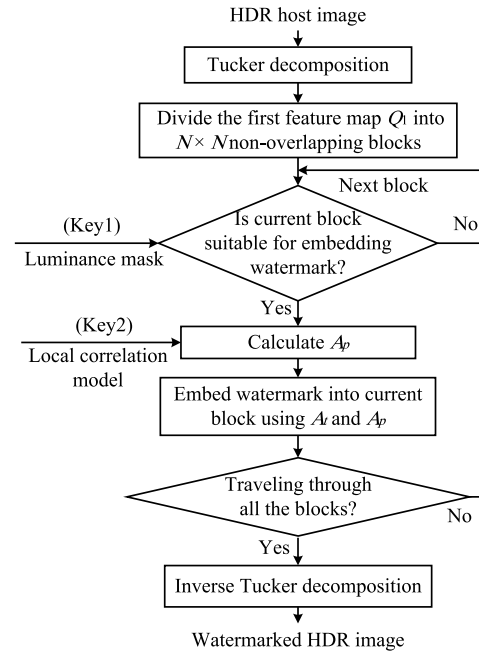 HDR host image
Tucker decomposition
Divide the first feature map Q1 into
N× N non-overlapping blocks
Next block
Is current block
suitable for embedding
watermark?
No
(Key1)
Luminance mask
Yes
(Key2)
Local correlation
model
Calculate Ap
Embed watermark into current
block using At and Ap
Traveling through
all the blocks?
No
Yes
Inverse Tucker decomposition
Watermarked HDR image